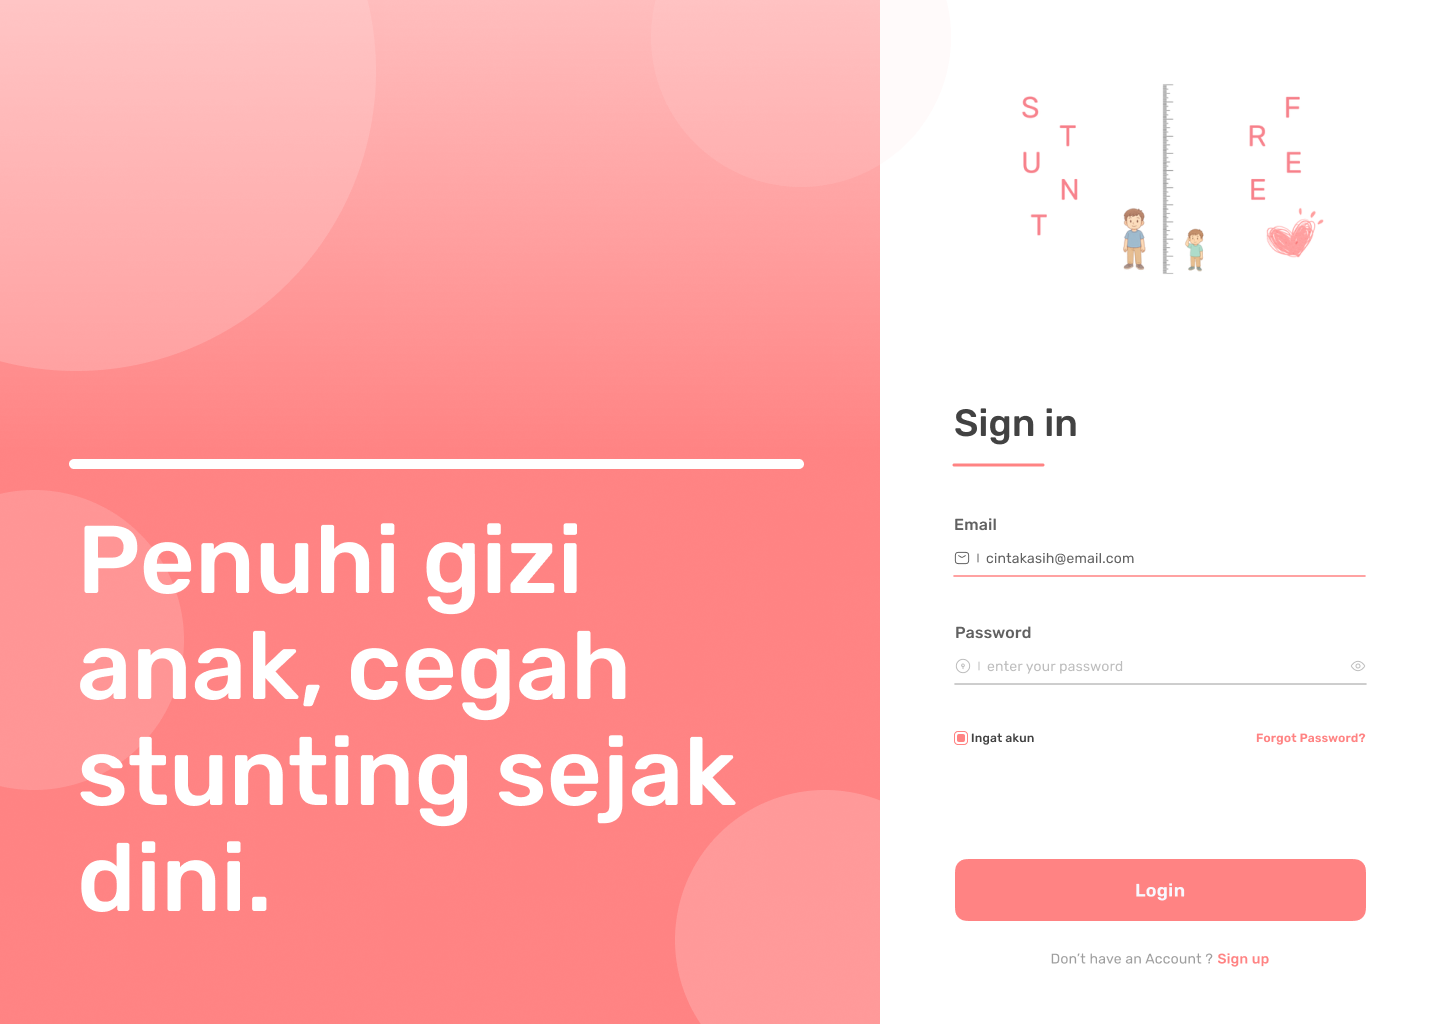 Penuhi gizi
anak, cegah
stunting sejak
dini.
S
T
U
N
T
F
R
E
E
Sign in
Email
cintakasih@email.com
Password
enter your password
Ingat akun
Forgot Password?
Login
Don't have an Account ? Sign up